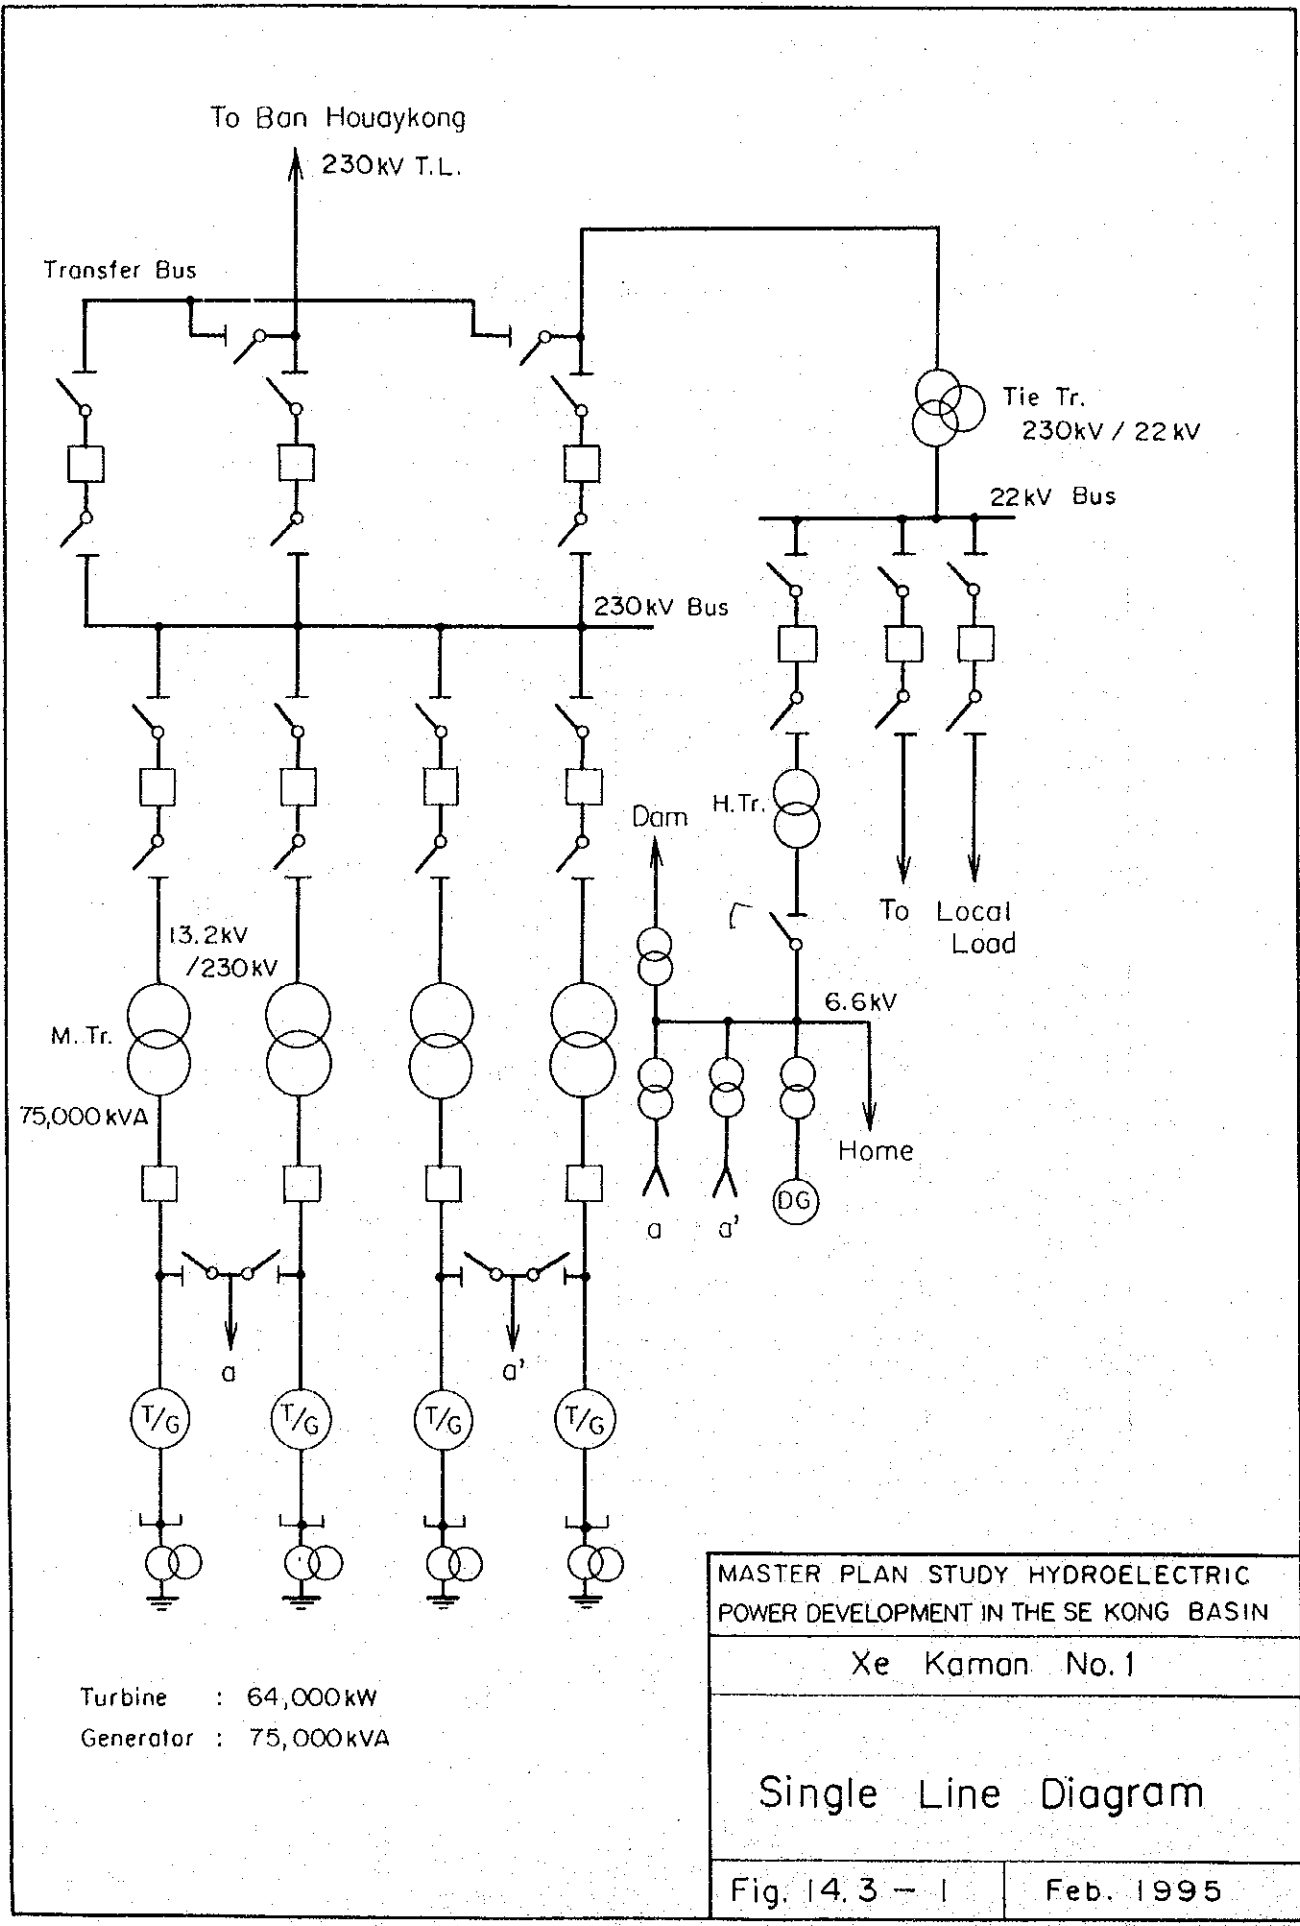 To Ban Houaykong
230kV T.L.
Transfer Bus
Tie Tr.
230kV / 22kV
22kV Bus
230kV Bus
H.Tr.
Dam
To Local
Load
13.2kV
/230kV
6.6kV
M.Tr.
75,000kVA
Home
a
a'
DG
a
a'
T/G
T/G
T/G
T/G
Turbine : 64,000kW
Generator : 75,000kVA
MASTER PLAN STUDY HYDROELECTRIC
POWER DEVELOPMENT IN THE SE KONG BASIN
Xe Kaman No.1
Single Line Diagram
Fig. 14.3 - 1
Feb. 1995